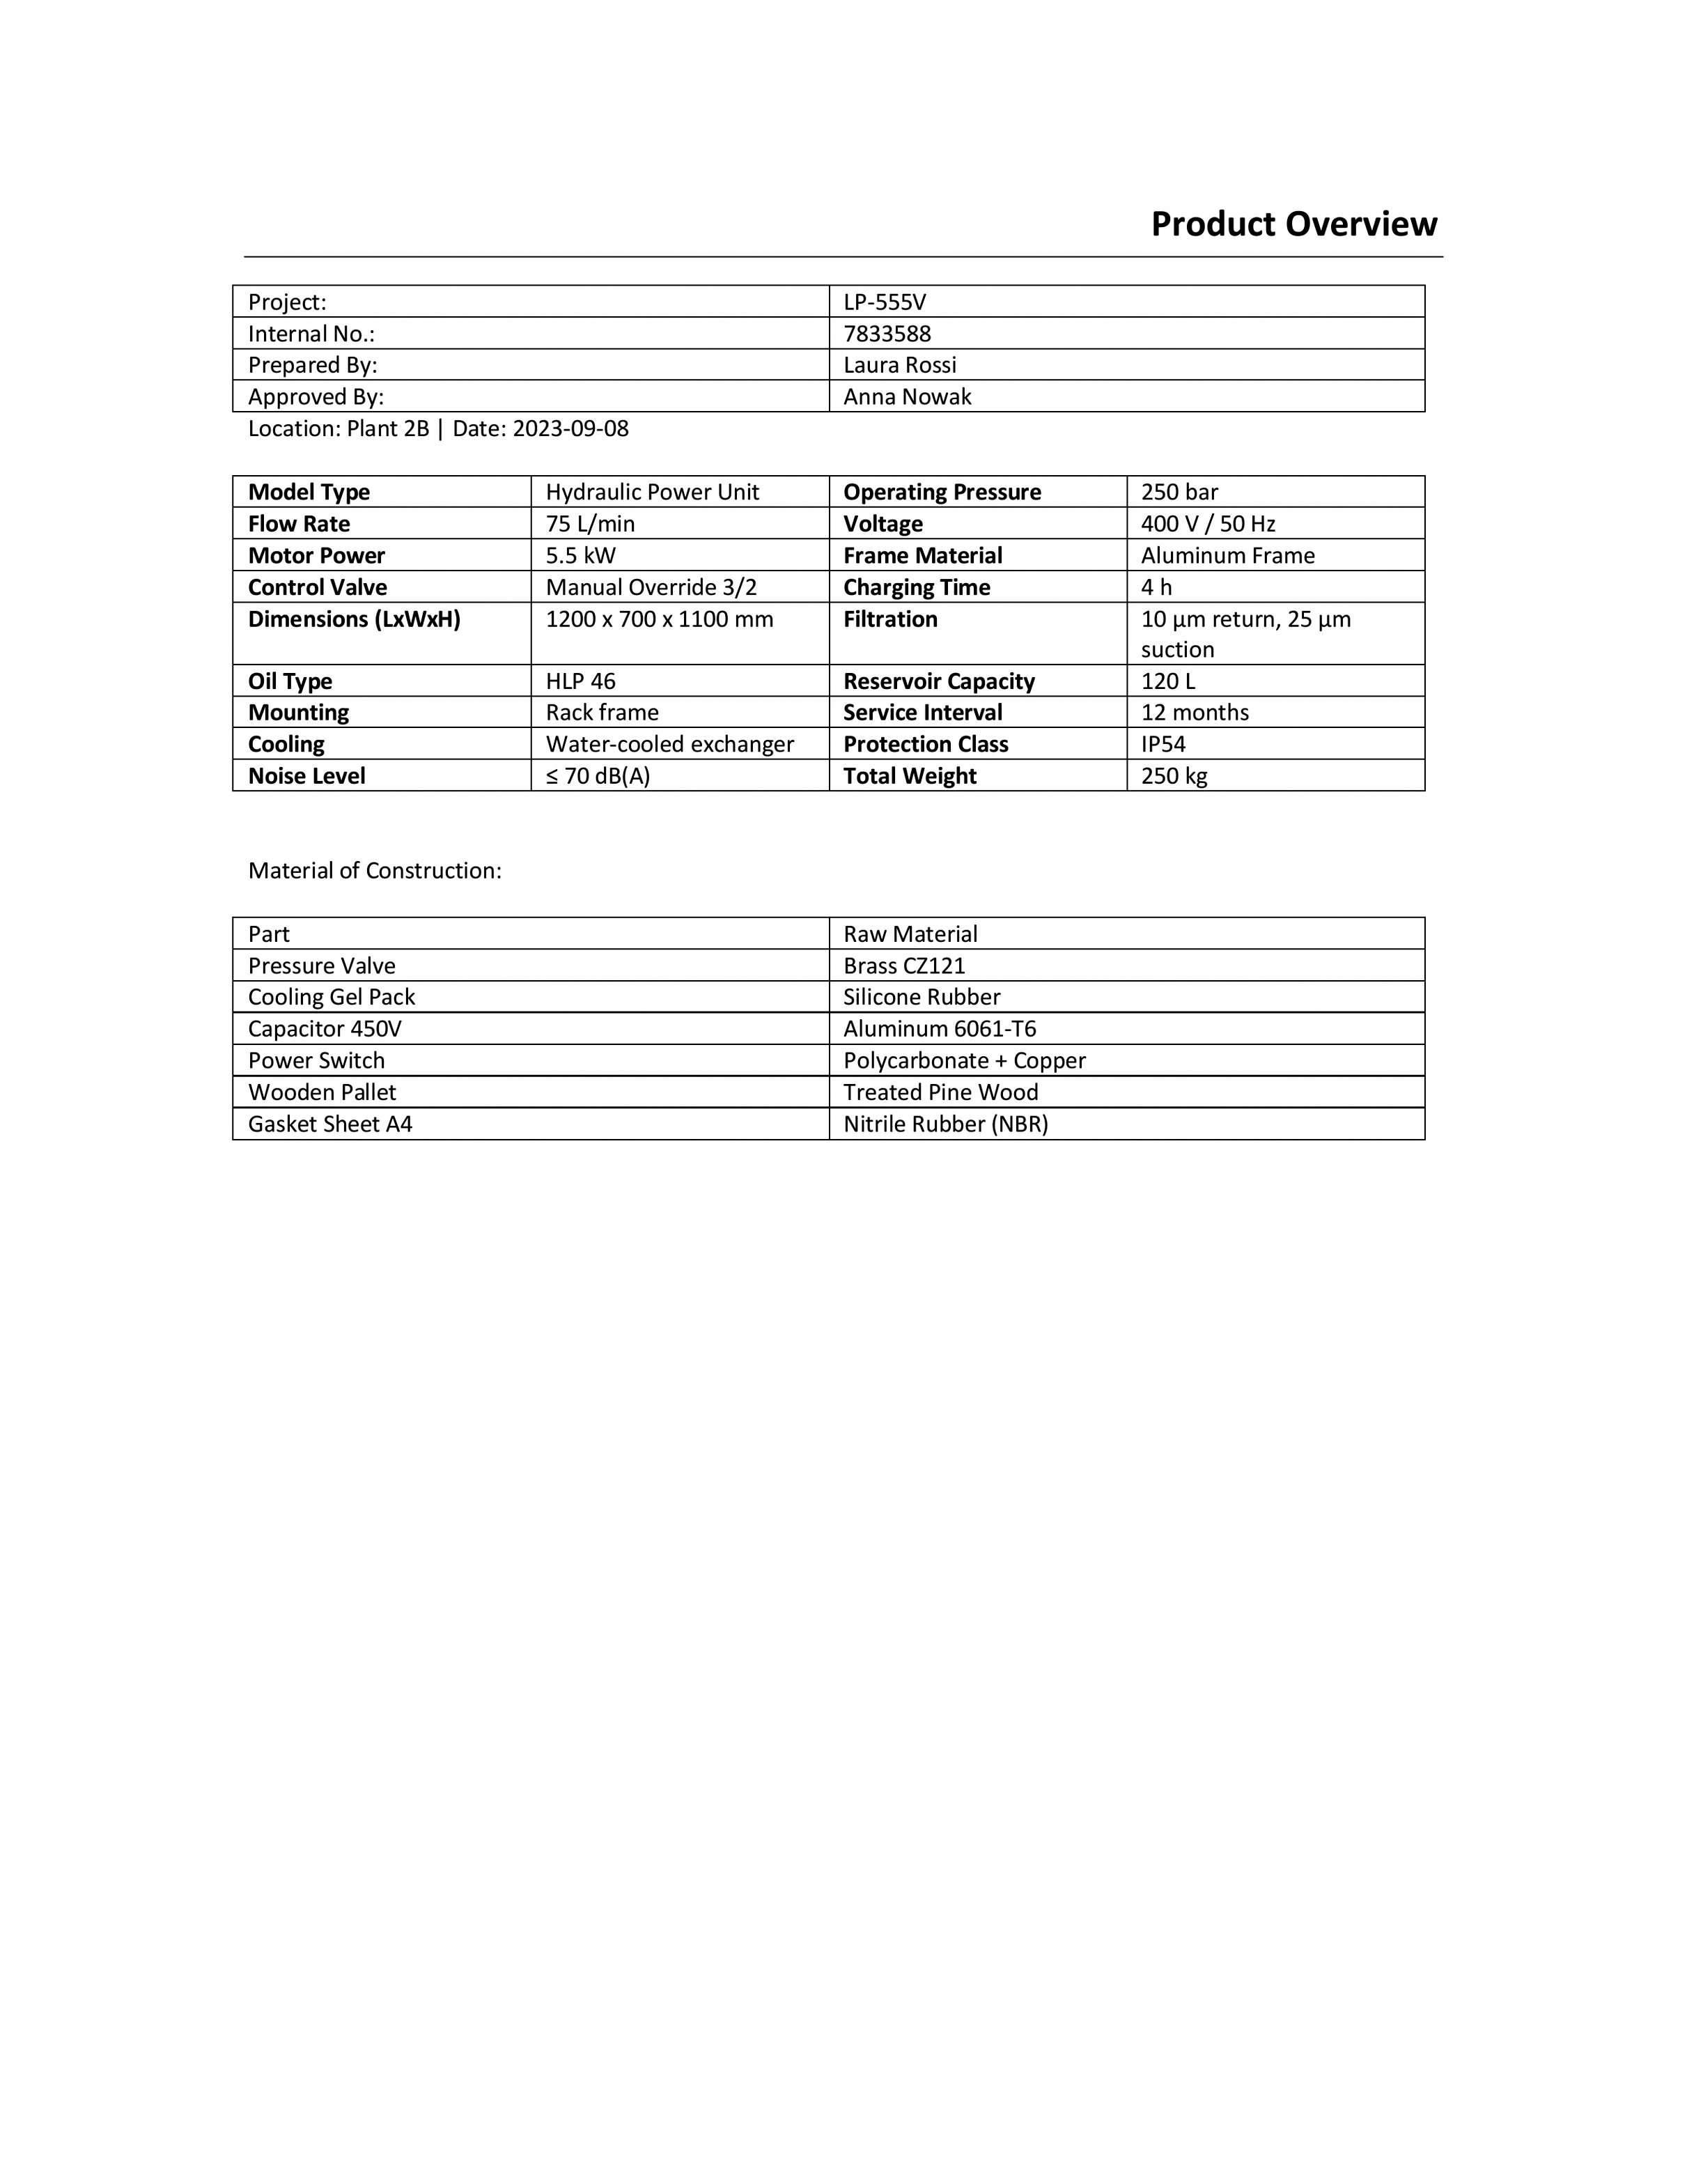 Product Overview
Project: LP-555V
Internal No.: 7833588
Prepared By: Laura Rossi
Approved By: Anna Nowak
Location: Plant 2B | Date: 2023-09-08
Model Type Hydraulic Power Unit Operating Pressure 250 bar
Flow Rate 75 L/min Voltage 400 V / 50 Hz
Motor Power 5.5 kW Frame Material Aluminum Frame
Control Valve Manual Override 3/2 Charging Time 4 h
Dimensions (LxWxH) 1200 x 700 x 1100 mm Filtration 10 µm return, 25 µm
suction
Oil Type HLP 46 Reservoir Capacity 120 L
Mounting Rack frame Service Interval 12 months
Cooling Water-cooled exchanger Protection Class IP54
Noise Level ≤ 70 dB(A) Total Weight 250 kg
Material of Construction:
Part Raw Material
Pressure Valve Brass CZ121
Cooling Gel Pack Silicone Rubber
Capacitor 450V Aluminum 6061-T6
Power Switch Polycarbonate + Copper
Wooden Pallet Treated Pine Wood
Gasket Sheet A4 Nitrile Rubber (NBR)